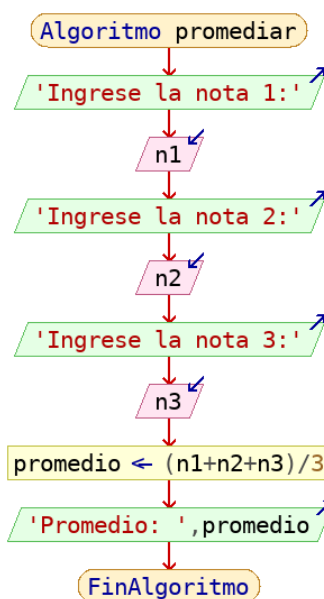 Algoritmo promediar
'Ingrese la nota 1:'
n1
'Ingrese la nota 2:'
n2
'Ingrese la nota 3:'
n3
promedio ← (n1+n2+n3)/3
'Promedio: ',promedio
FinAlgoritmo